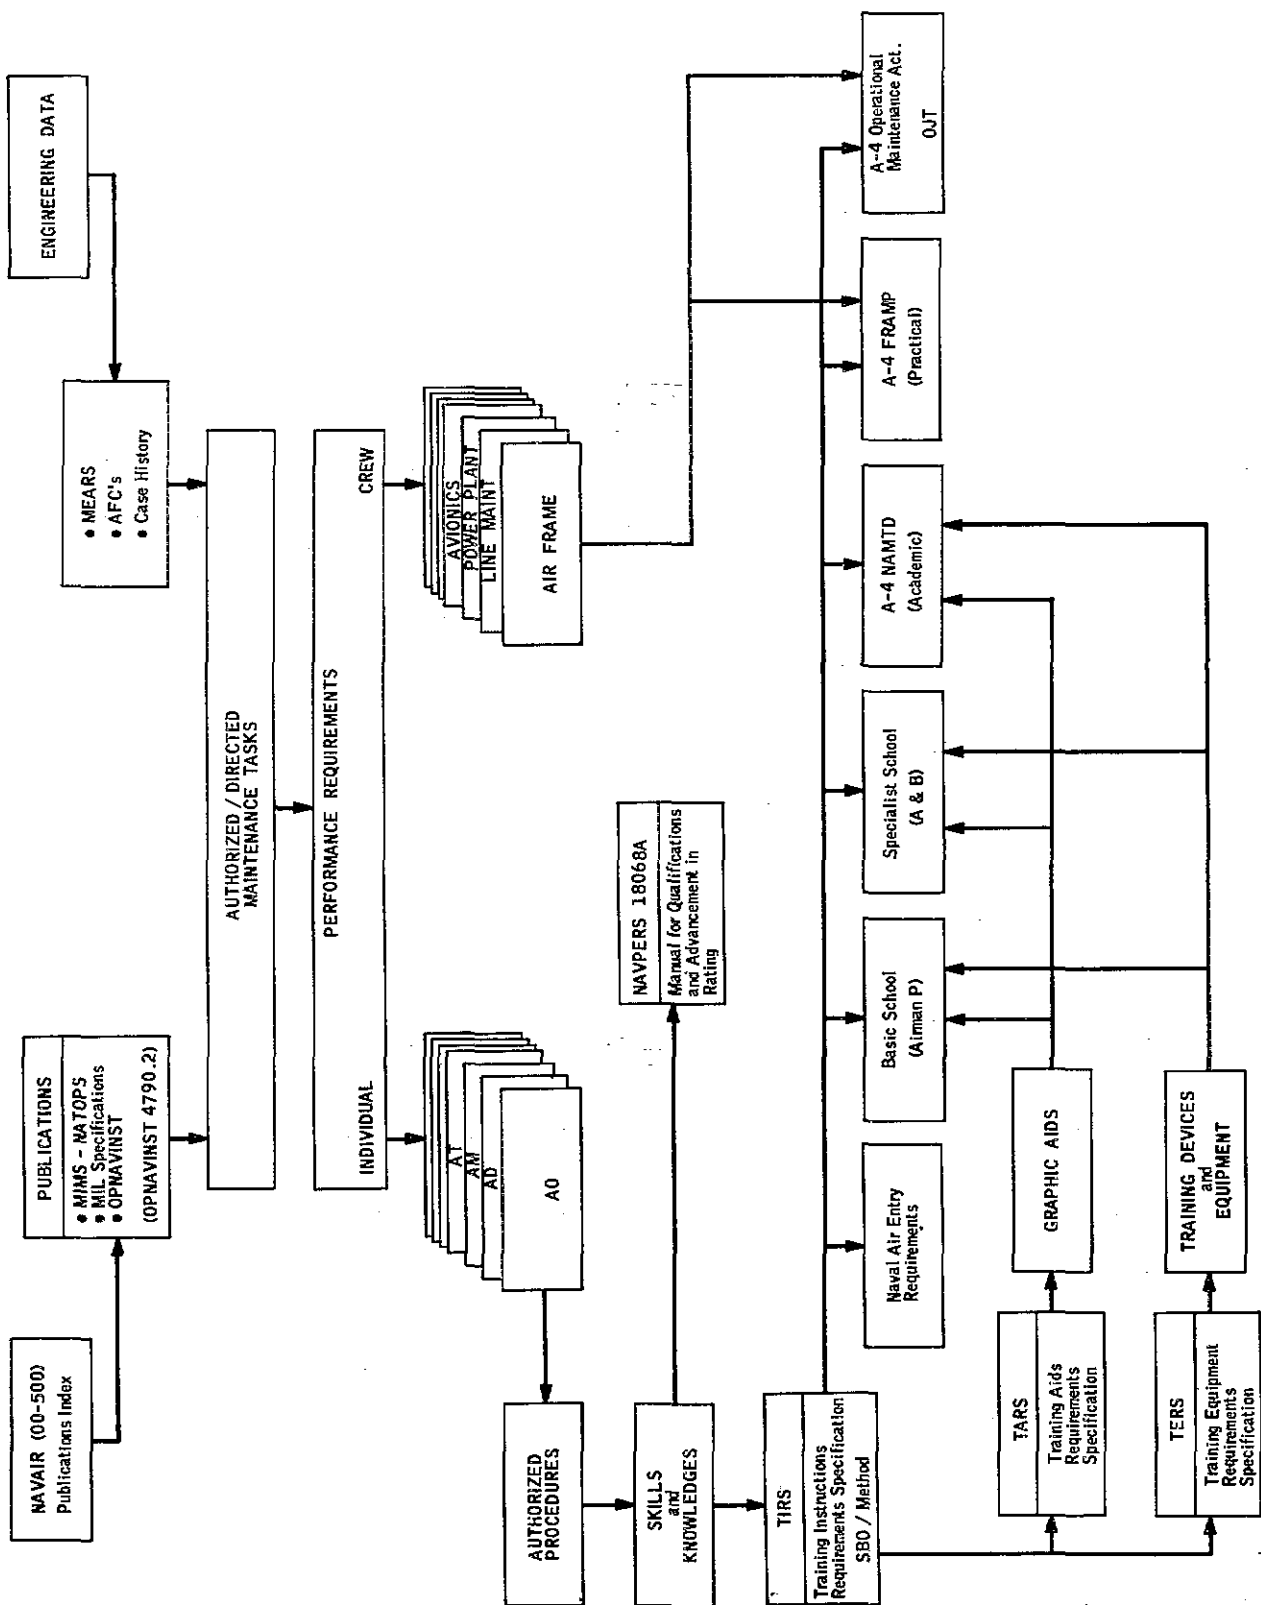 NAVAIR (00-500)
Publications Index
PUBLICATIONS
● MIMS - NATOPS
● MIL Specifications
● OPNAVINST
(OPNAVINST 4790.2)
ENGINEERING DATA
● MEARS
● AFC's
● Case History
AUTHORIZED / DIRECTED
MAINTENANCE TASKS
PERFORMANCE REQUIREMENTS
INDIVIDUAL
CREW
AT
AM
AD
AO
AVIONICS
POWER PLANT
LINE MAINT
AIR FRAME
AUTHORIZED
PROCEDURES
SKILLS
and
KNOWLEDGES
NAVPERS 18068A
Manual for Qualifications
and Advancement in
Rating
TIRS
Training Instructions
Requirements Specification
SBO / Method
Naval Air Entry
Requirements
Basic School
(Airman P)
Specialist School
(A & B)
A-4 NAMTD
(Academic)
A-4 FRAMP
(Practical)
A-4 Operational
Maintenance Act.
OJT
TARS
Training Aids
Requirements
Specification
GRAPHIC AIDS
TERS
Training Equipment
Requirements
Specification
TRAINING DEVICES
and
EQUIPMENT